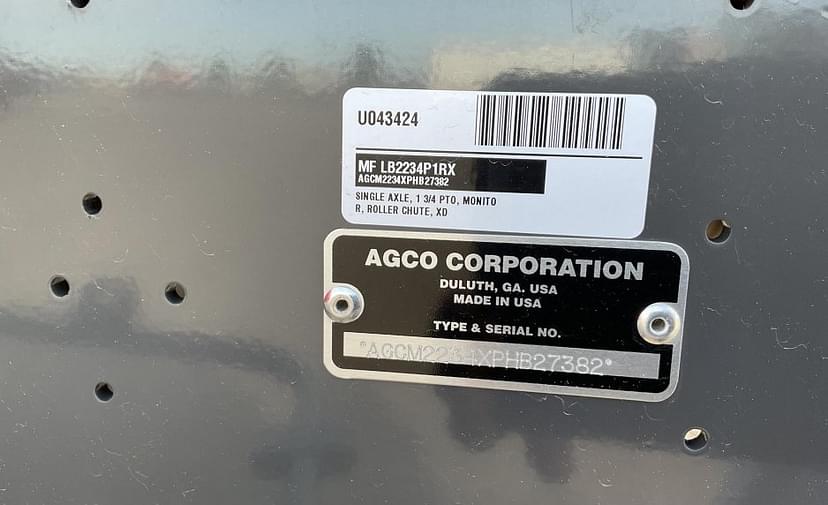 U043424
MF LB2234P1RX
AGCM2234XPHB27382
SINGLE AXLE, 1 3/4 PTO, MONITO
R, ROLLER CHUTE, XD
AGCO CORPORATION
DULUTH, GA. USA
MADE IN USA
TYPE & SERIAL NO.
*AGCM2234XPHB27382*